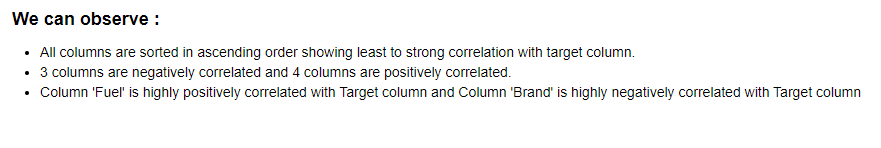 We can observe :
• All columns are sorted in ascending order showing least to strong correlation with target column.
• 3 columns are negatively correlated and 4 columns are positively correlated.
• Column 'Fuel' is highly positively correlated with Target column and Column 'Brand' is highly negatively correlated with Target column